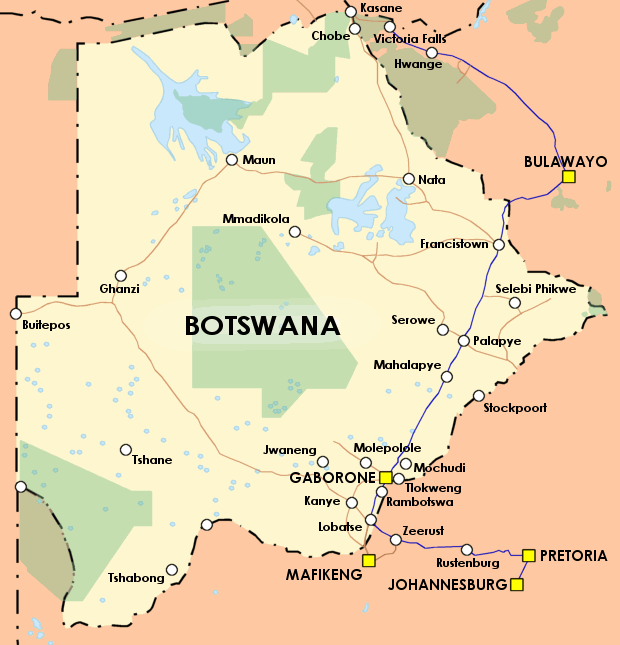 Kasane
Chobe
Victoria Falls
Hwange
BULAWAYO
Maun
Nata
Mmadikola
Francistown
Ghanzi
Selebi Phikwe
Buitepos
BOTSWANA
Serowe
Palapye
Mahalapye
Stockpoort
Tshane
Jwaneng
Molepolole
Mochudi
GABORONE
Tlokweng
Kanye
Rambotswa
Lobatse
Zeerust
Rustenburg
PRETORIA
MAFIKENG
Tshabong
JOHANNESBURG